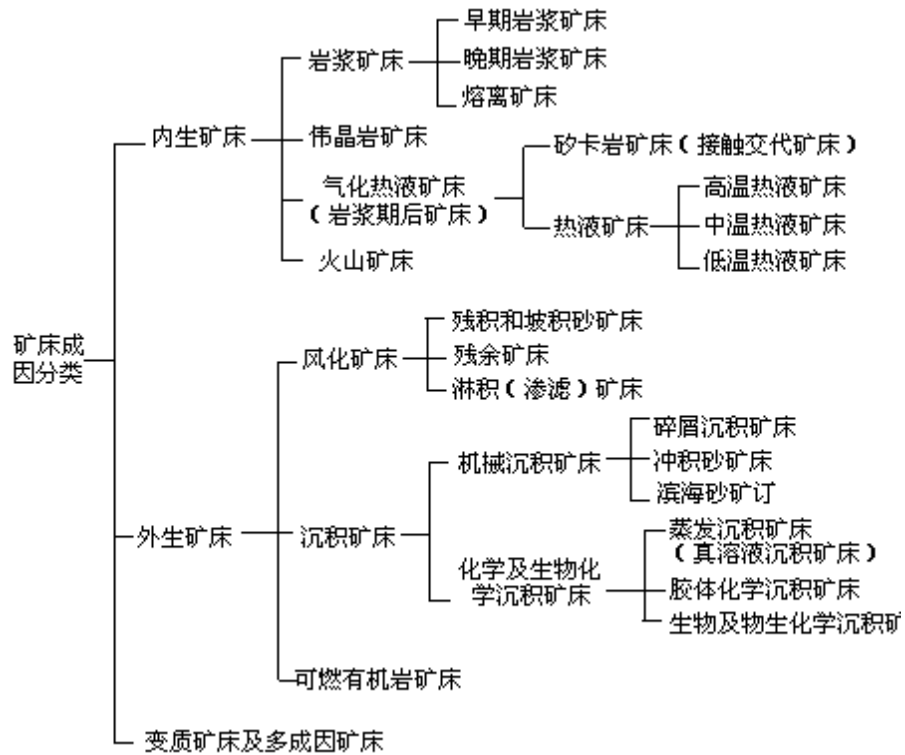 早期岩浆矿床
岩浆矿床
晚期岩浆矿床
熔离矿床
内生矿床
伟晶岩矿床
矽卡岩矿床(接触交代矿床)
气化热液矿床
(岩浆期后矿床)
高温热液矿床
热液矿床
中温热液矿床
火山矿床
低温热液矿床
矿床成
因分类
残积和坡积砂矿床
风化矿床
残余矿床
淋积(渗滤)矿床
碎屑沉积矿床
机械沉积矿床
冲积砂矿床
滨海砂矿订
外生矿床
沉积矿床
蒸发沉积矿床
(真溶液沉积矿床)
化学及生物化
学沉积矿床
胶体化学沉积矿床
生物及物生化学沉积矿
可燃有机岩矿床
变质矿床及多成因矿床